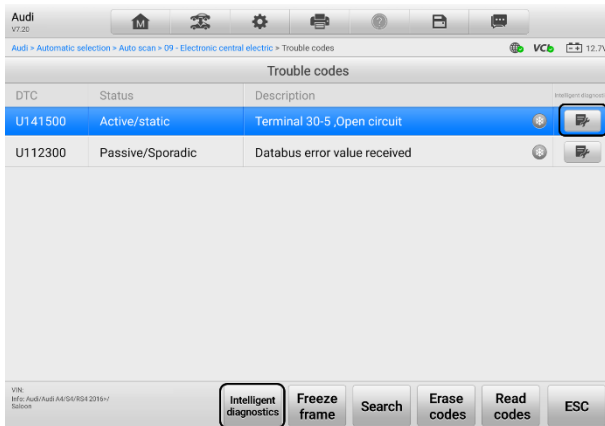 Audi
V7.20
M
?
Audi > Automatic selection > Auto scan > 09 - Electronic central electric > Trouble codes
VCI
12.7V
Trouble codes
DTC
Status
Description
Intelligent diagnosti
U141500
Active/static
Terminal 30-5 ,Open circuit
U112300
Passive/Sporadic
Databus error value received
VIN:
Info: Audi/Audi A4/S4/RS4 2016>/
Saloon
Intelligent
diagnostics
Freeze
frame
Search
Erase
codes
Read
codes
ESC